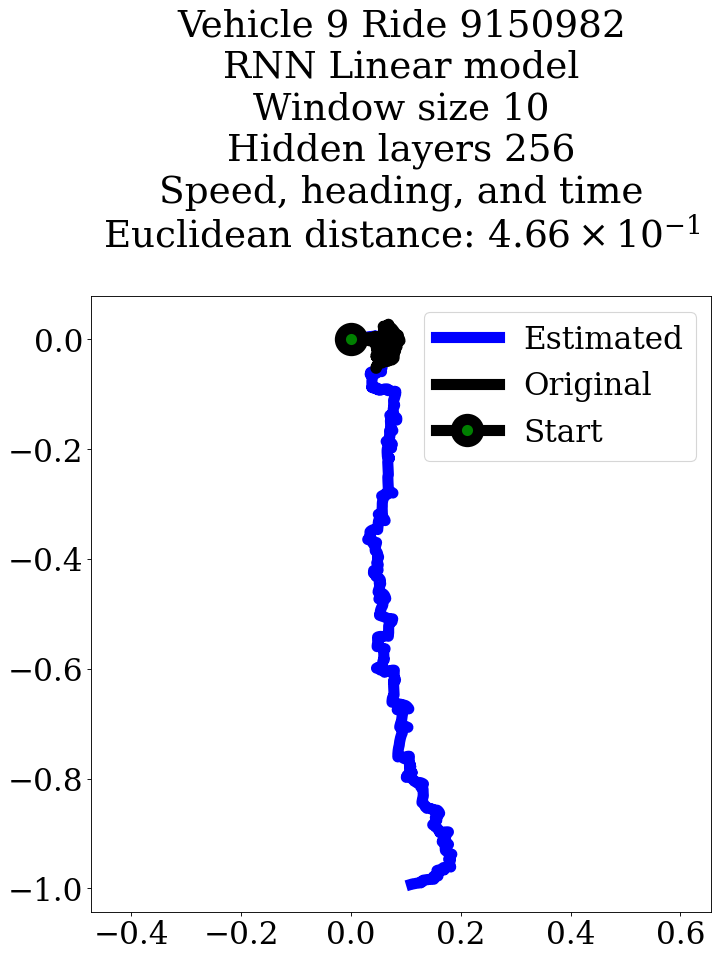 Vehicle 9 Ride 9150982
RNN Linear model
Window size 10
Hidden layers 256
Speed, heading, and time
Euclidean distance: 4.66 × 10⁻¹
Estimated
Original
Start
0.0
−0.2
−0.4
−0.6
−0.8
−1.0
−0.4 −0.2 0.0 0.2 0.4 0.6